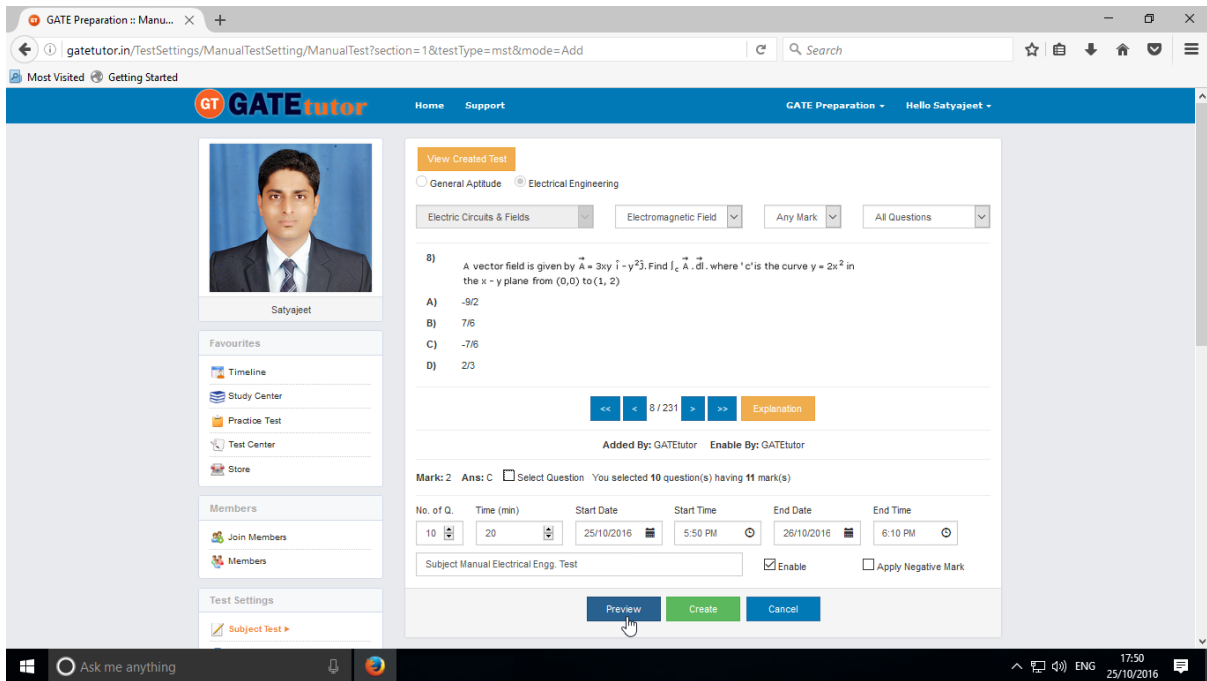 GATE Preparation :: Manu...
gatetutor.in/TestSettings/ManualTestSetting/ManualTest?section=1&testType=mst&mode=Add
Search
Most Visited Getting Started
GT GATEtutor Home Support GATE Preparation Hello Satyajeet
View Created Test
General Aptitude Electrical Engineering
Electric Circuits & Fields Electromagnetic Field Any Mark All Questions
8) A vector field is given by A⃗ = 3xy î - y²ĵ. Find ∫c A⃗ . dl⃗. where 'c'is the curve y = 2x² in
the x - y plane from (0,0) to (1, 2)
A) -9/2
B) 7/6
C) -7/6
D) 2/3
<< < 8 / 231 > >> Explanation
Added By: GATEtutor Enable By: GATEtutor
Mark: 2 Ans: C Select Question You selected 10 question(s) having 11 mark(s)
No. of Q. Time (min) Start Date Start Time End Date End Time
10 20 25/10/2016 5:50 PM 26/10/2016 6:10 PM
Subject Manual Electrical Engg. Test Enable Apply Negative Mark
Preview Create Cancel
Satyajeet
Favourites
Timeline
Study Center
Practice Test
Test Center
Store
Members
Join Members
Members
Test Settings
Subject Test
Ask me anything
ENG
17:50
25/10/2016